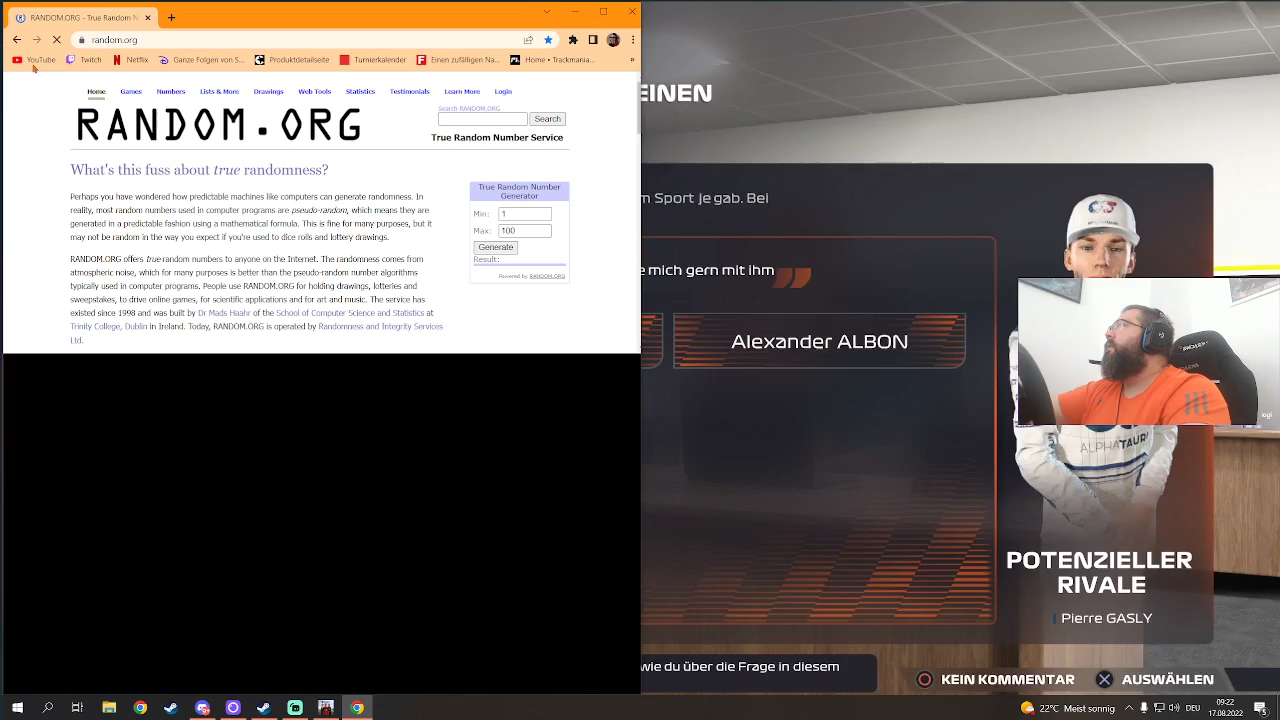 RANDOM.ORG - True Random N
random.org
YouTube
Twitch
Netflix
Ganze Folgen von S...
Produktdetailseite
Turnierkalender
Einen zufälligen Na...
Home • Trackmania...
»
Home Games Numbers Lists & More Drawings Web Tools Statistics Testimonials Learn More Login
RANDOM.ORG
Search RANDOM.ORG
Search
True Random Number Service
What's this fuss about true randomness?
Perhaps you have wondered how predictable machines like computers can generate randomness. In
reality, most random numbers used in computer programs are pseudo-random, which means they are
generated in a predictable fashion using a mathematical formula. This is fine for many purposes, but it
may not be random in the way you expect if you're used to dice rolls and lottery drawings.
RANDOM.ORG offers true random numbers to anyone on the Internet. The randomness comes from
atmospheric noise, which for many purposes is better than the pseudo-random number algorithms
typically used in computer programs. People use RANDOM.ORG for holding drawings, lotteries and
sweepstakes, to drive online games, for scientific applications and for art and music. The service has
existed since 1998 and was built by Dr Mads Haahr of the School of Computer Science and Statistics at
Trinity College, Dublin in Ireland. Today, RANDOM.ORG is operated by Randomness and Integrity Services
Ltd.
True Random Number
Generator
Min: 1
Max: 100
Generate
Result:
Powered by RANDOM.ORG
EINEN
m Sport je gab. Bei
e mich gern mit ihm
Alexander ALBON
logi
ALPHATAURI
POTENZIELLER
RIVALE
Pierre GASLY
wie du über die Frage in diesem
KEIN KOMMENTAR
AUSWÄHLEN
09:22
17.08.2022